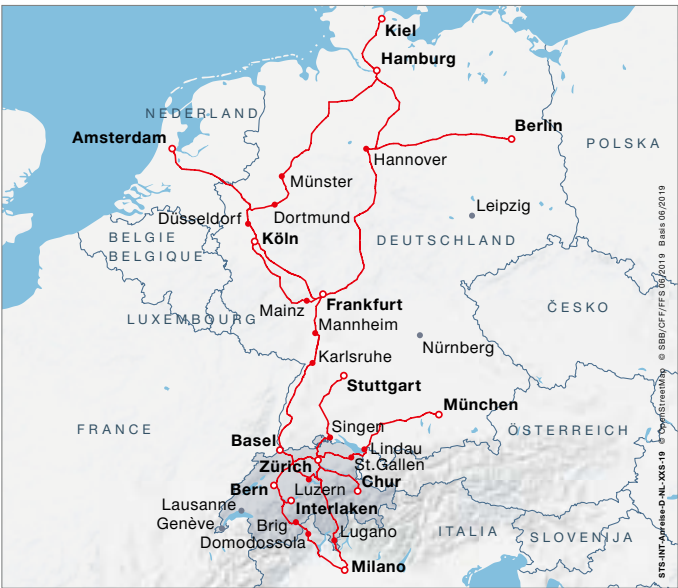 Kiel
Hamburg
NEDERLAND
Amsterdam
Berlin
POLSKA
Hannover
Münster
Leipzig
Dortmund
Düsseldorf
BELGIE
BELGIQUE
Köln
DEUTSCHLAND
Mainz
Frankfurt
ČESKO
LUXEMBOURG
Mannheim
Nürnberg
Karlsruhe
Stuttgart
München
FRANCE
Singen
ÖSTERREICH
Basel
Lindau
Zürich
St.Gallen
Bern
Luzern
Chur
Lausanne
Interlaken
Genève
Brig
Lugano
ITALIA
SLOVENIJA
Domodossola
Milano
STS-INT-Anreise-D-NL-XXS-19 © OpenStreetMap © SBB/CFF/FFS 06/2019 Basis 06/2019